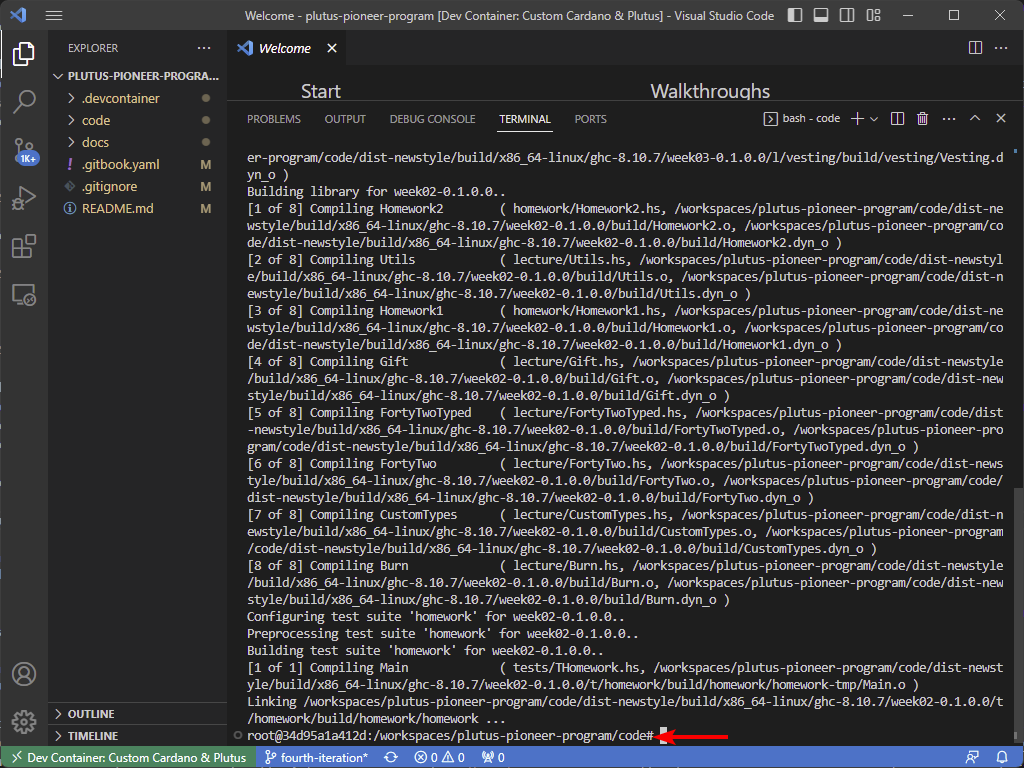 Welcome - plutus-pioneer-program [Dev Container: Custom Cardano & Plutus] - Visual Studio Code
EXPLORER
PLUTUS-PIONEER-PROGRA...
.devcontainer
code
docs
! .gitbook.yaml M
.gitignore M
README.md M
OUTLINE
TIMELINE
1K+
Welcome
Start
Walkthroughs
PROBLEMS OUTPUT DEBUG CONSOLE TERMINAL PORTS
bash - code
er-program/code/dist-newstyle/build/x86_64-linux/ghc-8.10.7/week03-0.1.0.0/l/vesting/build/vesting/Vesting.d
yn_o )
Building library for week02-0.1.0.0..
[1 of 8] Compiling Homework2        ( homework/Homework2.hs, /workspaces/plutus-pioneer-program/code/dist-ne
wstyle/build/x86_64-linux/ghc-8.10.7/week02-0.1.0.0/build/Homework2.o, /workspaces/plutus-pioneer-program/co
de/dist-newstyle/build/x86_64-linux/ghc-8.10.7/week02-0.1.0.0/build/Homework2.dyn_o )
[2 of 8] Compiling Utils            ( lecture/Utils.hs, /workspaces/plutus-pioneer-program/code/dist-newstyl
e/build/x86_64-linux/ghc-8.10.7/week02-0.1.0.0/build/Utils.o, /workspaces/plutus-pioneer-program/code/dist-n
ewstyle/build/x86_64-linux/ghc-8.10.7/week02-0.1.0.0/build/Utils.dyn_o )
[3 of 8] Compiling Homework1        ( homework/Homework1.hs, /workspaces/plutus-pioneer-program/code/dist-ne
wstyle/build/x86_64-linux/ghc-8.10.7/week02-0.1.0.0/build/Homework1.o, /workspaces/plutus-pioneer-program/co
de/dist-newstyle/build/x86_64-linux/ghc-8.10.7/week02-0.1.0.0/build/Homework1.dyn_o )
[4 of 8] Compiling Gift             ( lecture/Gift.hs, /workspaces/plutus-pioneer-program/code/dist-newstyle
/build/x86_64-linux/ghc-8.10.7/week02-0.1.0.0/build/Gift.o, /workspaces/plutus-pioneer-program/code/dist-new
style/build/x86_64-linux/ghc-8.10.7/week02-0.1.0.0/build/Gift.dyn_o )
[5 of 8] Compiling FortyTwoTyped    ( lecture/FortyTwoTyped.hs, /workspaces/plutus-pioneer-program/code/dist
-newstyle/build/x86_64-linux/ghc-8.10.7/week02-0.1.0.0/build/FortyTwoTyped.o, /workspaces/plutus-pioneer-pro
gram/code/dist-newstyle/build/x86_64-linux/ghc-8.10.7/week02-0.1.0.0/build/FortyTwoTyped.dyn_o )
[6 of 8] Compiling FortyTwo         ( lecture/FortyTwo.hs, /workspaces/plutus-pioneer-program/code/dist-news
tyle/build/x86_64-linux/ghc-8.10.7/week02-0.1.0.0/build/FortyTwo.o, /workspaces/plutus-pioneer-program/code/
dist-newstyle/build/x86_64-linux/ghc-8.10.7/week02-0.1.0.0/build/FortyTwo.dyn_o )
[7 of 8] Compiling CustomTypes      ( lecture/CustomTypes.hs, /workspaces/plutus-pioneer-program/code/dist-n
ewstyle/build/x86_64-linux/ghc-8.10.7/week02-0.1.0.0/build/CustomTypes.o, /workspaces/plutus-pioneer-program
/code/dist-newstyle/build/x86_64-linux/ghc-8.10.7/week02-0.1.0.0/build/CustomTypes.dyn_o )
[8 of 8] Compiling Burn             ( lecture/Burn.hs, /workspaces/plutus-pioneer-program/code/dist-newstyle
/build/x86_64-linux/ghc-8.10.7/week02-0.1.0.0/build/Burn.o, /workspaces/plutus-pioneer-program/code/dist-new
style/build/x86_64-linux/ghc-8.10.7/week02-0.1.0.0/build/Burn.dyn_o )
Configuring test suite 'homework' for week02-0.1.0.0..
Preprocessing test suite 'homework' for week02-0.1.0.0..
Building test suite 'homework' for week02-0.1.0.0..
[1 of 1] Compiling Main             ( tests/THomework.hs, /workspaces/plutus-pioneer-program/code/dist-newst
yle/build/x86_64-linux/ghc-8.10.7/week02-0.1.0.0/t/homework/build/homework/homework-tmp/Main.o )
Linking /workspaces/plutus-pioneer-program/code/dist-newstyle/build/x86_64-linux/ghc-8.10.7/week02-0.1.0.0/t
/homework/build/homework/homework ...
root@34d95a1a412d:/workspaces/plutus-pioneer-program/code#
Dev Container: Custom Cardano & Plutus fourth-iteration* 0 0 0